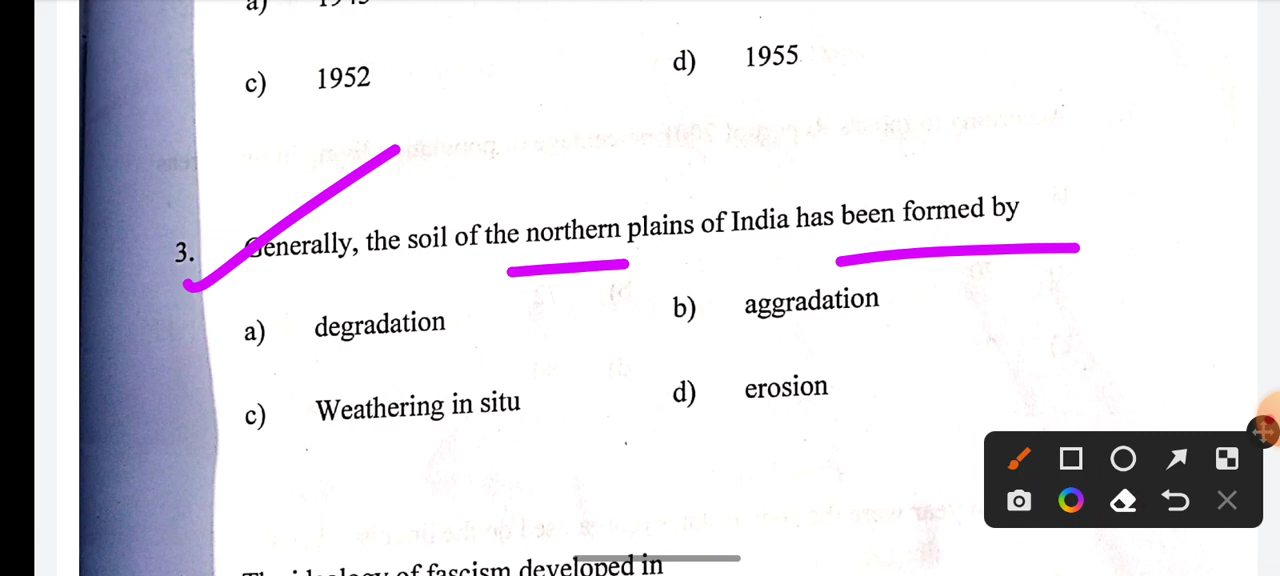 a)
c) 1952 d) 1955
3. Generally, the soil of the northern plains of India has been formed by
a) degradation b) aggradation
c) Weathering in situ d) erosion
of fascism developed in